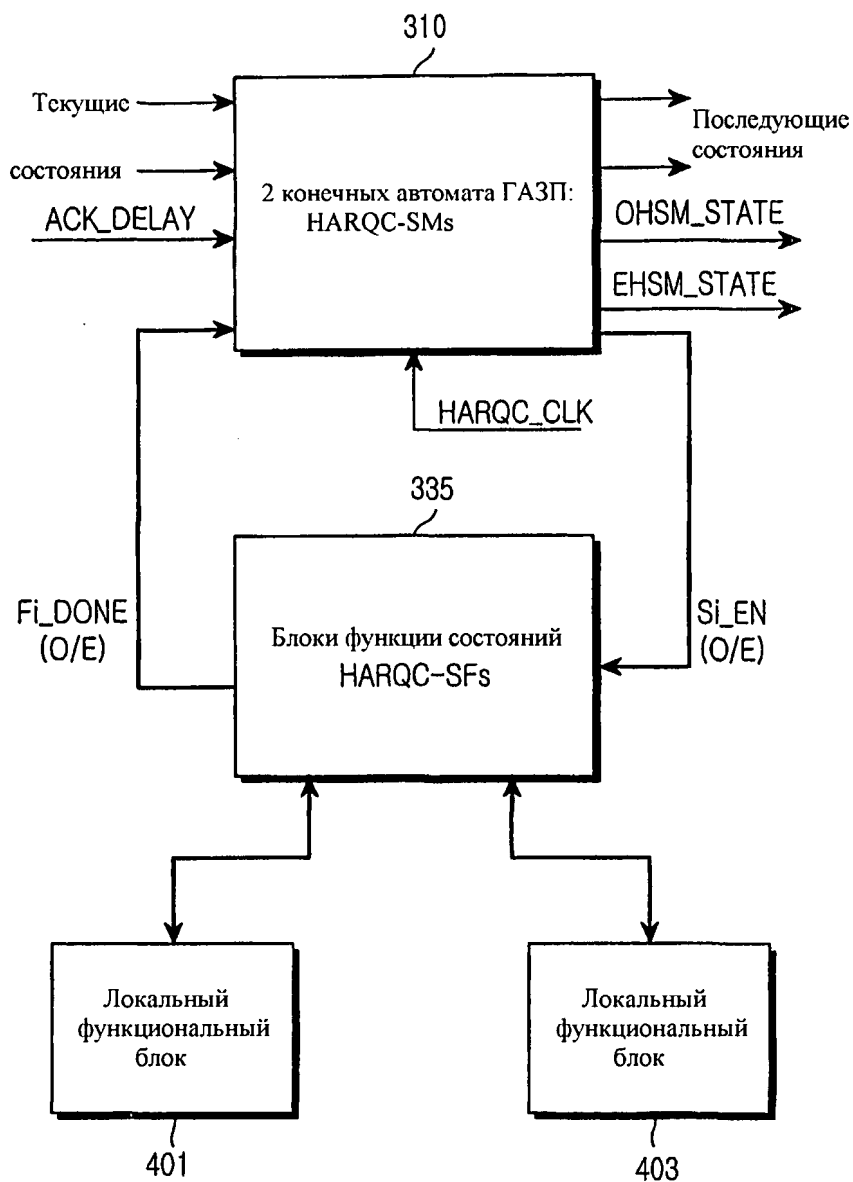 310
Текущие
состояния
ACK_DELAY
2 конечных автомата ГАЗП:
HARQC-SMs
Последующие
состояния
OHSM_STATE
EHSM_STATE
HARQC_CLK
335
Fi_DONE
(O/E)
Блоки функции состояний
HARQC-SFs
Si_EN
(O/E)
Локальный
функциональный
блок
401
Локальный
функциональный
блок
403